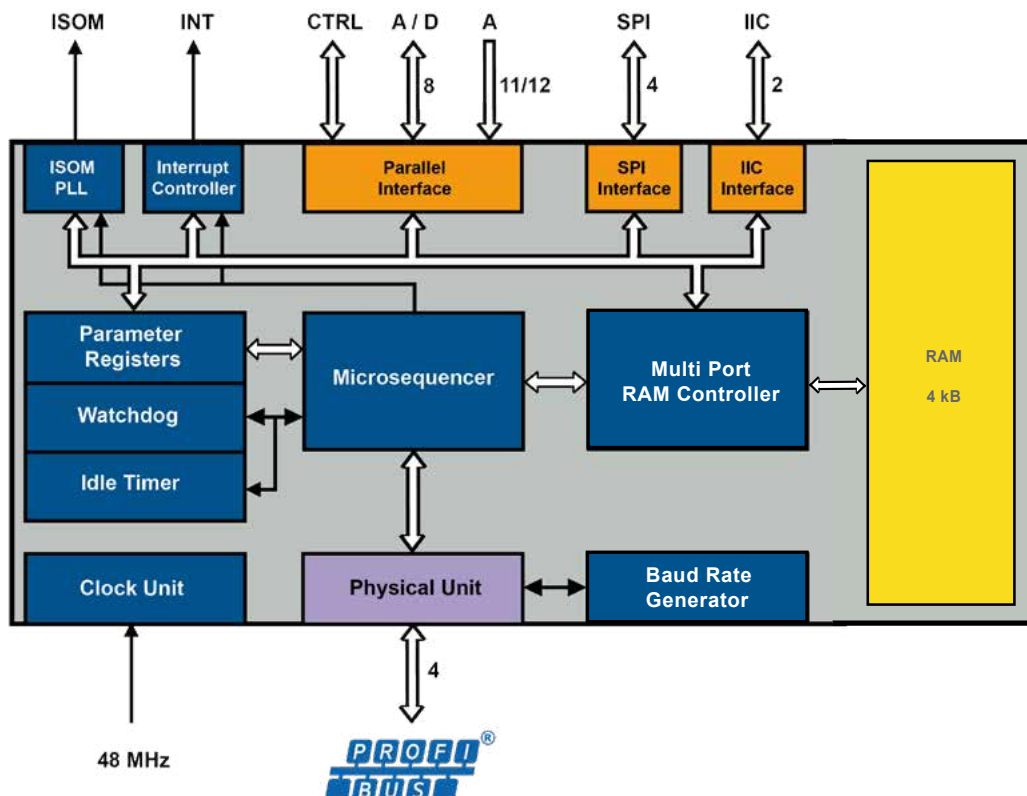 ISOM INT CTRL A / D A SPI IIC
8 11/12 4 2
ISOM
PLL
Interrupt
Controller
Parallel
Interface
SPI
Interface
IIC
Interface
Parameter
Registers
Watchdog
Idle Timer
Microsequencer
Multi Port
RAM Controller
RAM
4 kB
Clock Unit
Physical Unit
Baud Rate
Generator
4
48 MHz
PROFI®
BUS